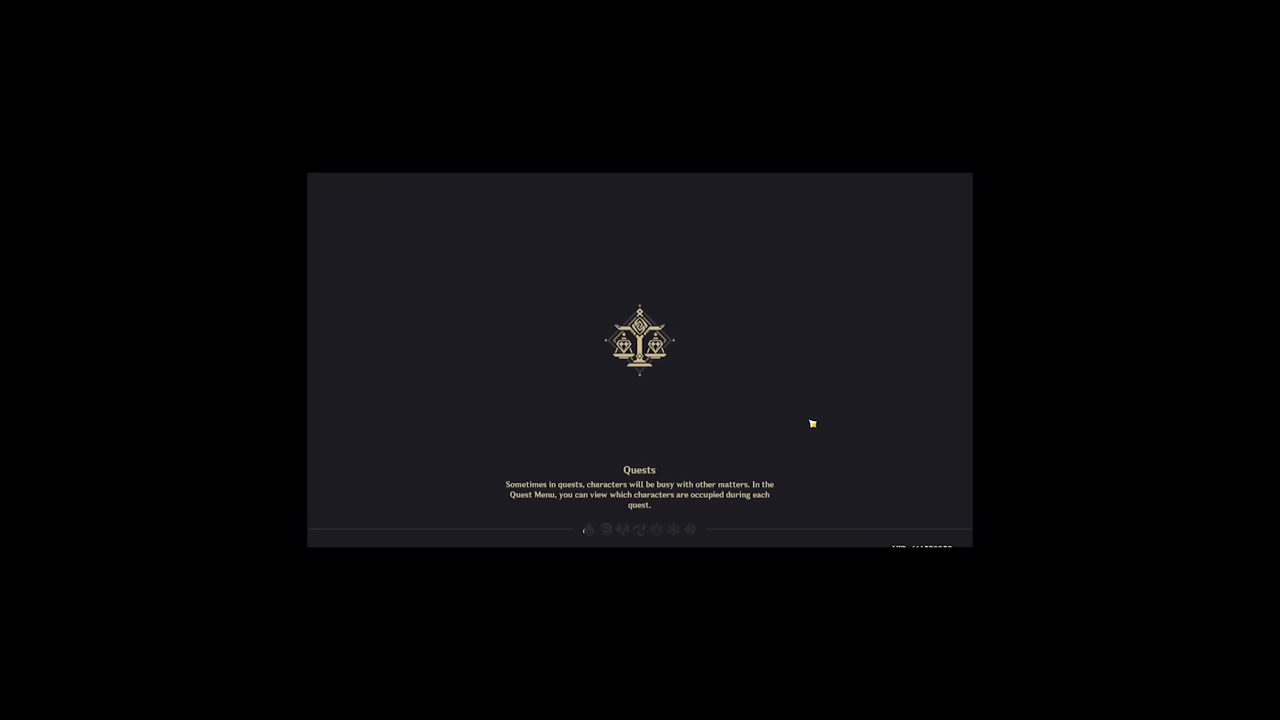 Quests
Sometimes in quests, characters will be busy with other matters. In the
Quest Menu, you can view which characters are occupied during each
quest.